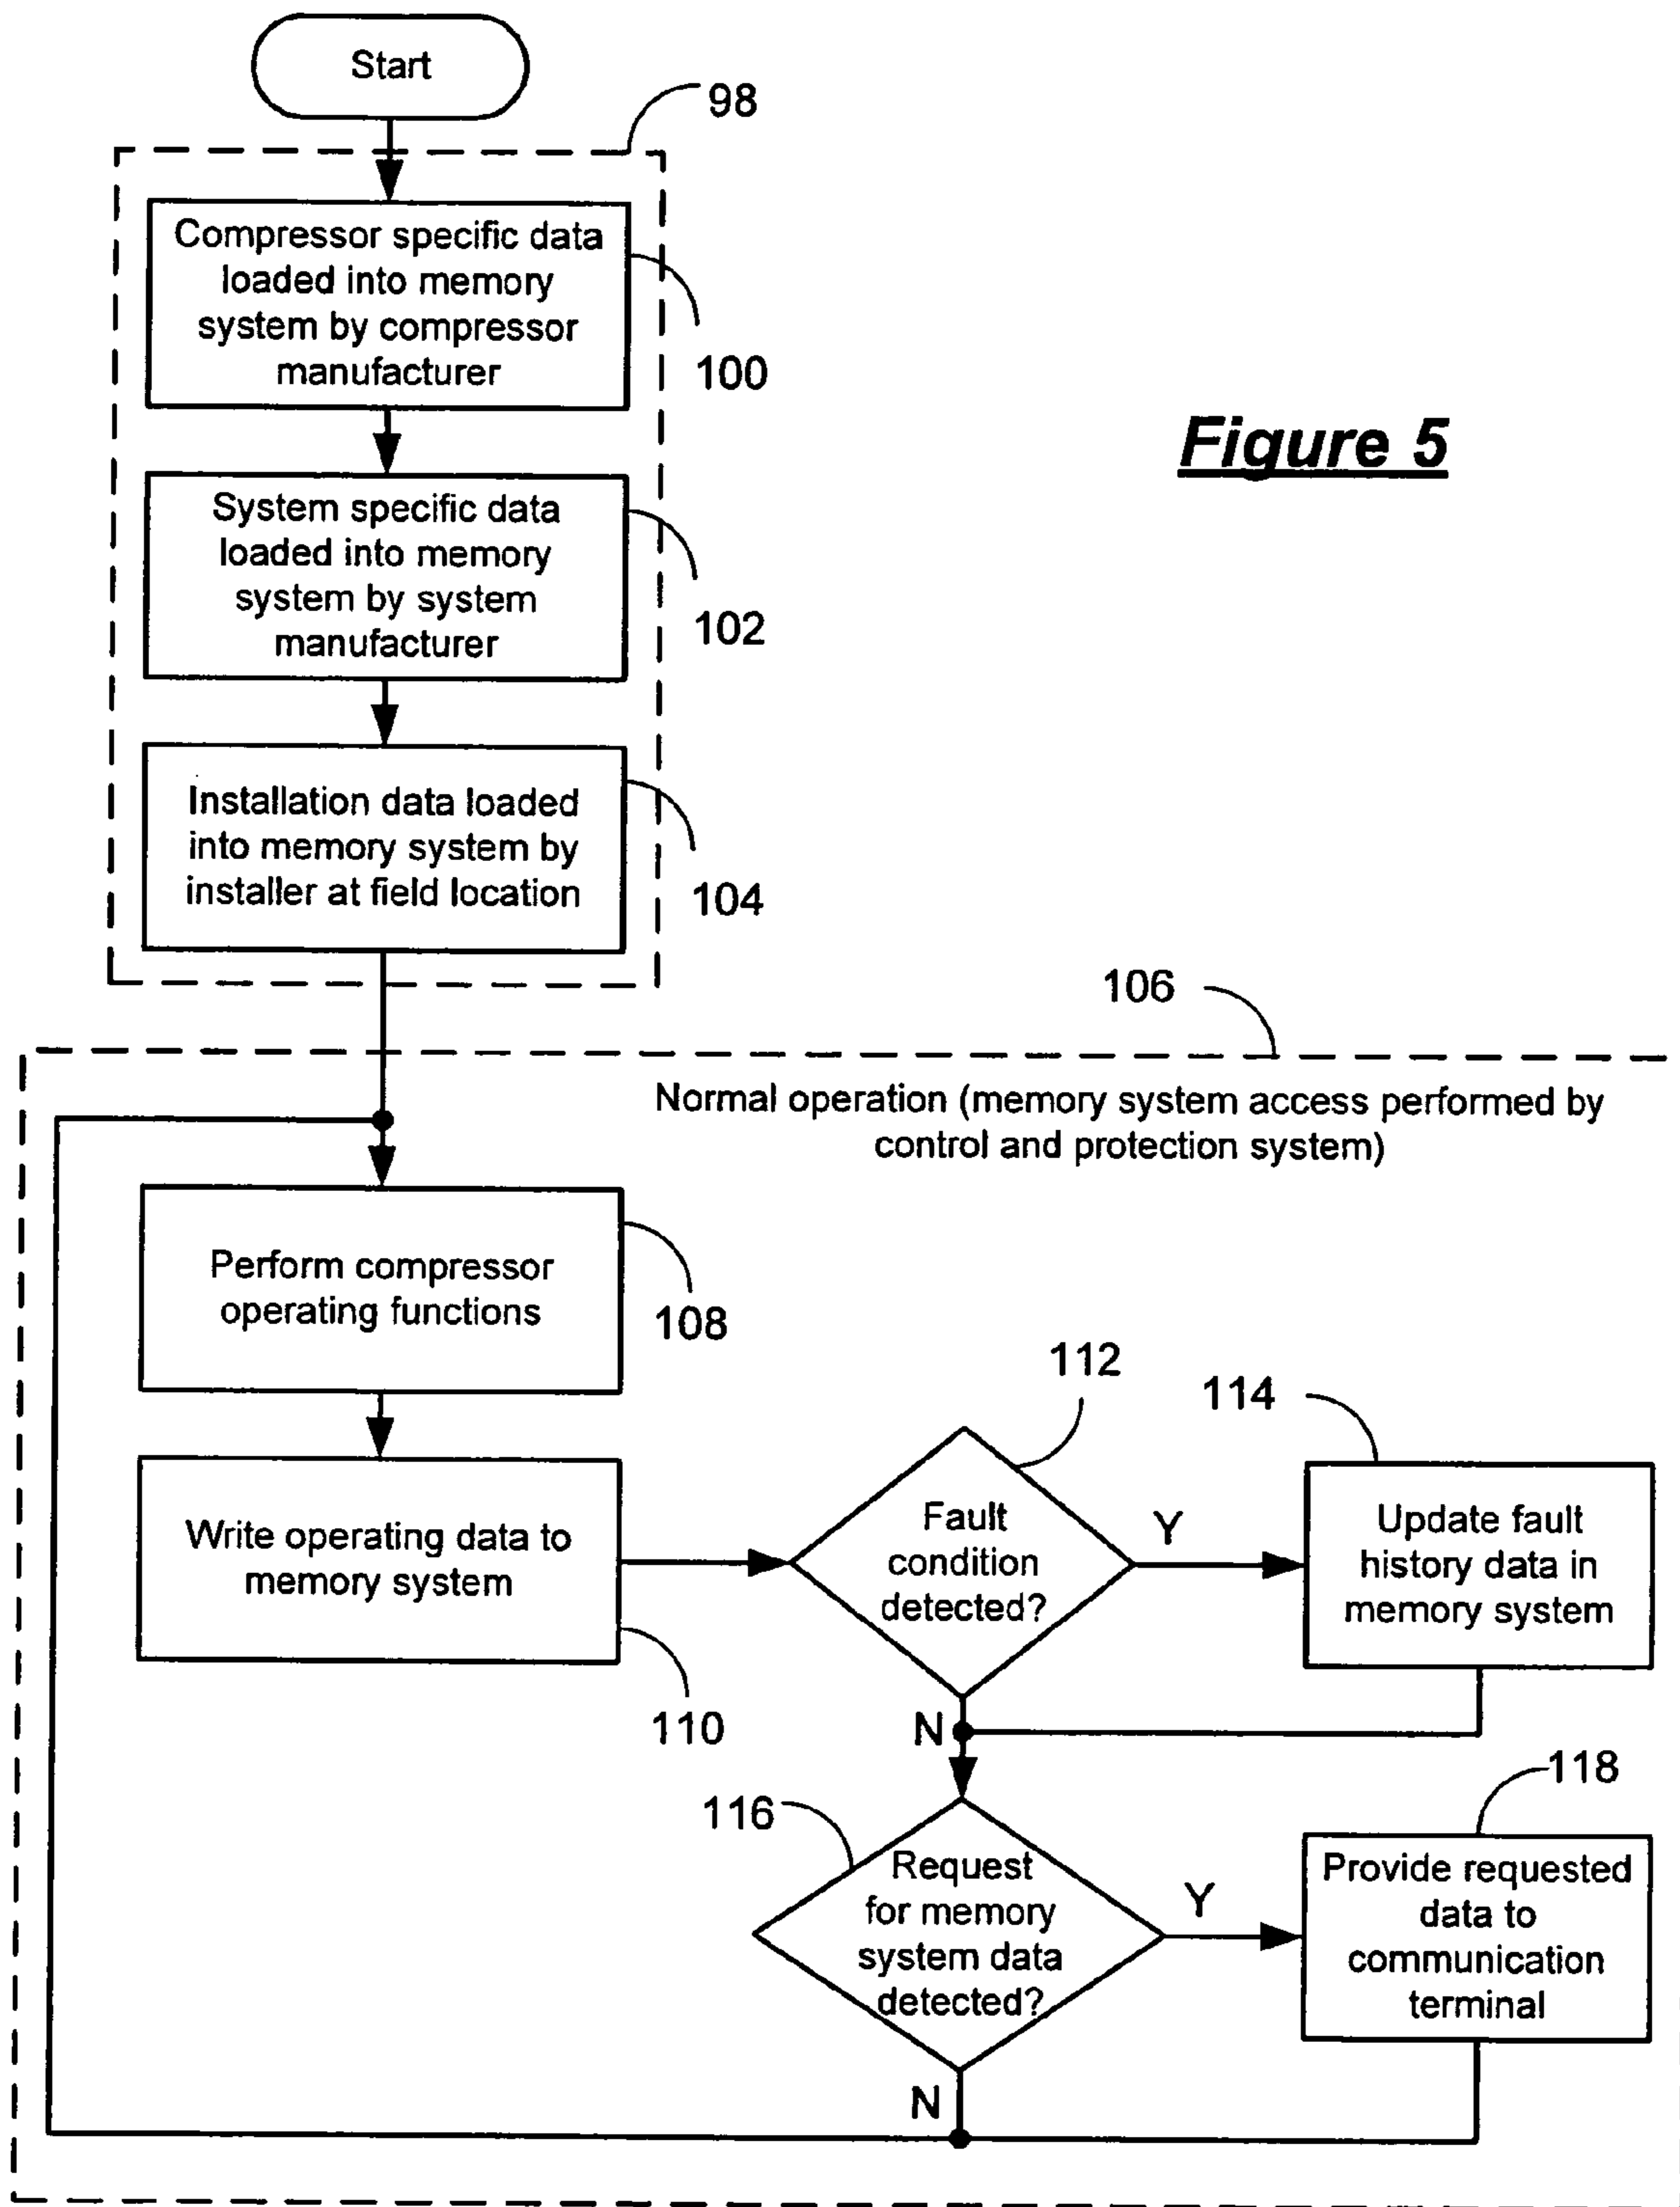 Start
98
Compressor specific data
loaded into memory
system by compressor
manufacturer
100
Figure 5
System specific data
loaded into memory
system by system
manufacturer
102
Installation data loaded
into memory system by
installer at field location
104
106
Normal operation (memory system access performed by
control and protection system)
Perform compressor
operating functions
108
112
114
Write operating data to
memory system
110
Fault
condition
detected?
Y
Update fault
history data in
memory system
N
116
118
Request
for memory
system data
detected?
Y
Provide requested
data to
communication
terminal
N